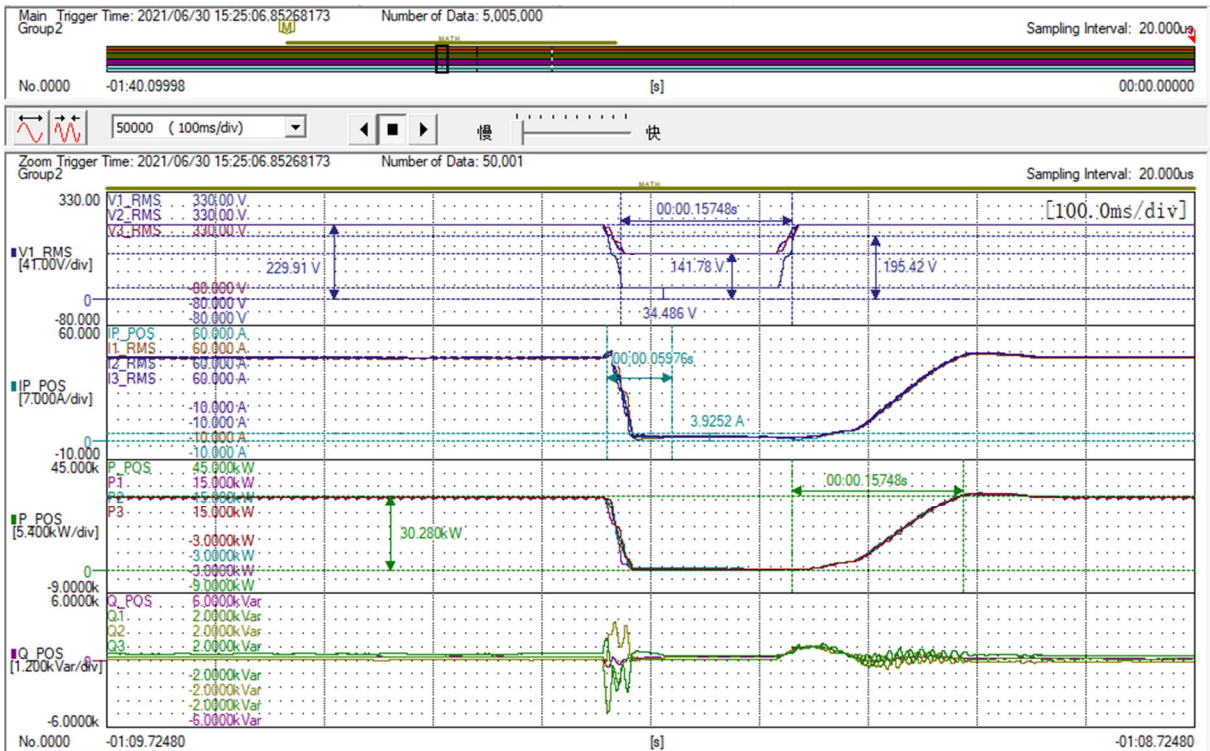 Main Trigger Time: 2021/06/30 15:25:06.85268173 Number of Data: 5,005,000
Group2 Sampling Interval: 20.000us
M
MATH
No.0000 -01:40.09998 [s] 00:00.00000
50000 ( 100ms/div) 慢 快
Zoom Trigger Time: 2021/06/30 15:25:06.85268173 Number of Data: 50,001
Group2 Sampling Interval: 20.000us
MATH
330.00 V1_RMS 330.00 V
V2_RMS 330.00 V
V3_RMS 330.00 V
00:00.15748s
[100.0ms/div]
V1_RMS
[41.00V/div]
229.91 V 141.78 V 195.42 V
-80.000 V
0 -80.000 V
-80.000 -80.000 V
34.486 V
60.000 IP_POS 60.000 A
I1_RMS 60.000 A
I2_RMS 60.000 A
I3_RMS 60.000 A
00:00.05976s
IP_POS
[7.000A/div]
-10.000 A
-10.000 A
3.9252 A
0 -10.000 A
-10.000 -10.000 A
45.000k P_POS 45.000kW
P1 15.000kW
P2 15.000kW
P3 15.000kW
00:00.15748s
P_POS
[5.400kW/div]
30.280kW
-3.0000kW
-3.0000kW
0 -3.0000kW
-9.0000k -9.0000kW
6.0000k Q_POS 6.0000kVar
Q1 2.0000kVar
Q2 2.0000kVar
Q3 2.0000kVar
Q_POS 0
[1.200kVar/div]
-2.0000kVar
-2.0000kVar
-2.0000kVar
-6.0000k -6.0000kVar
No.0000 -01:09.72480 [s] -01:08.72480